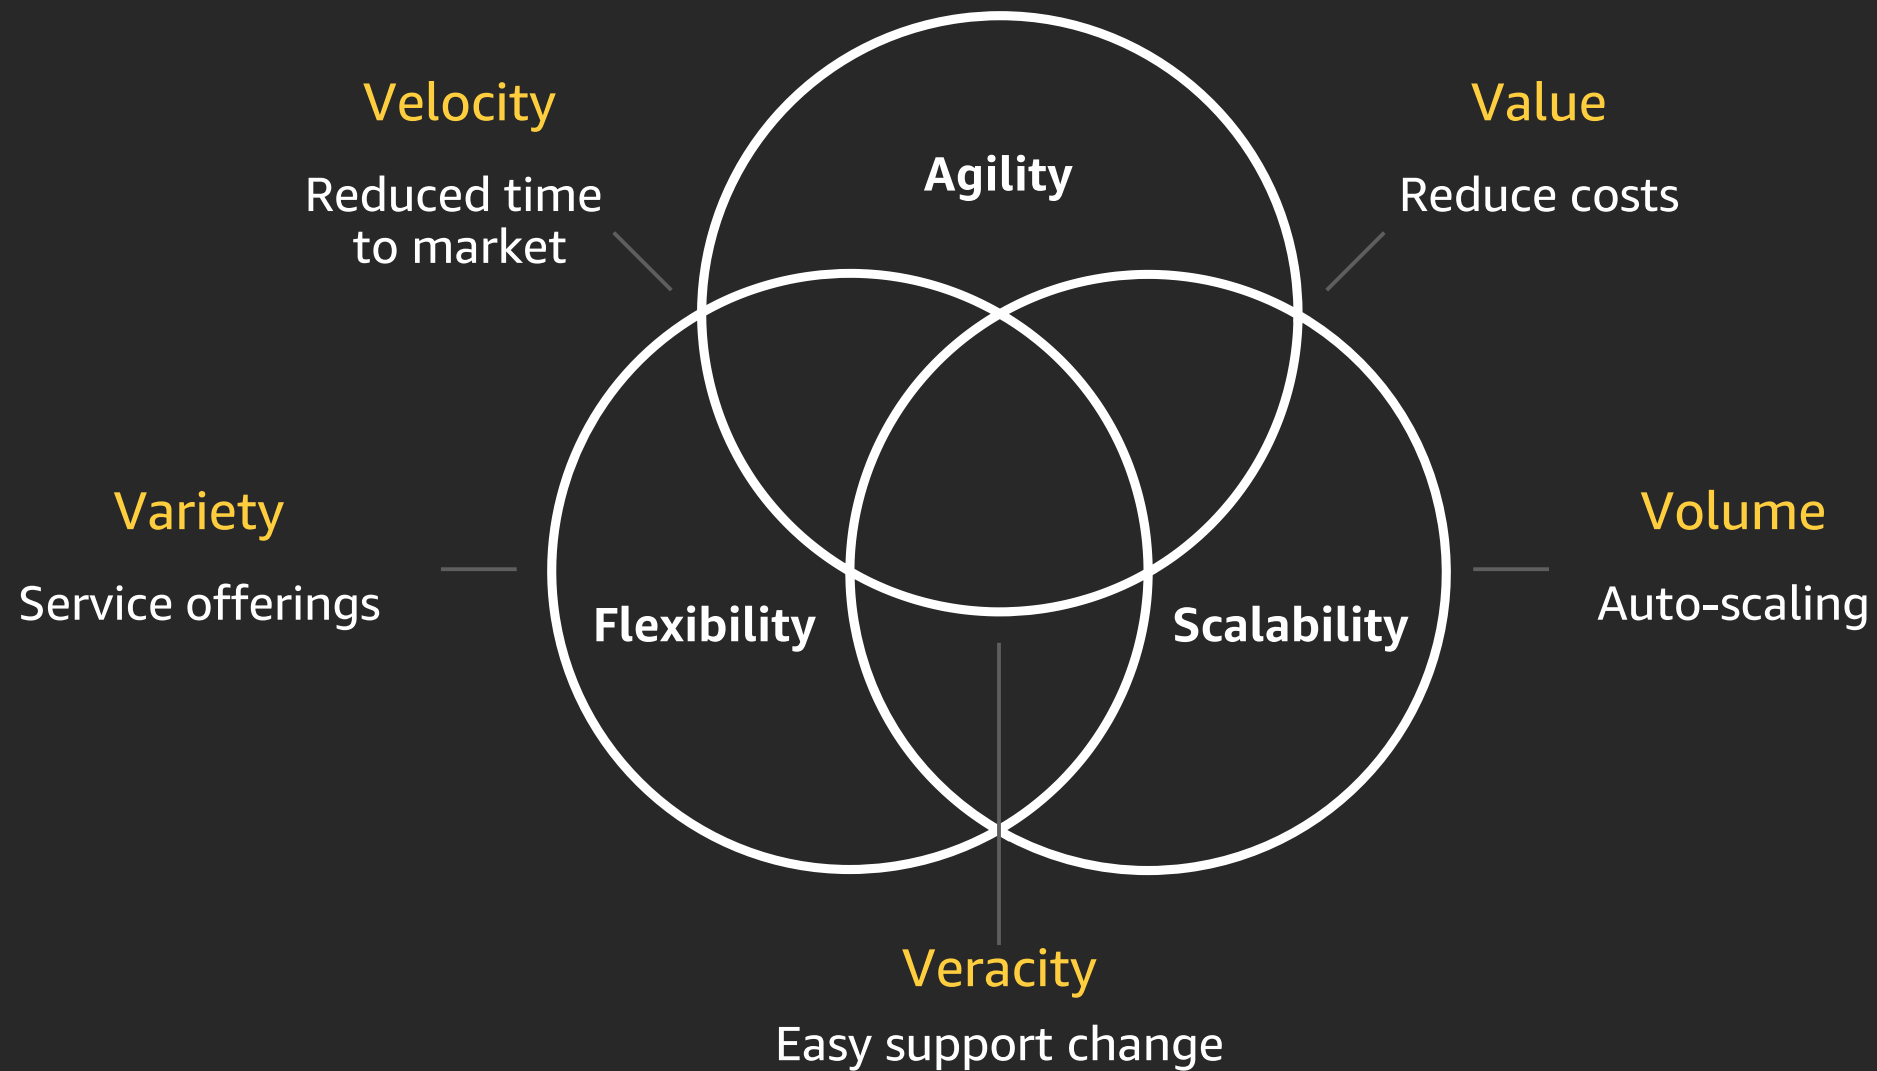 Velocity
Reduced time
to market
Value
Reduce costs
Agility
Variety
Service offerings
Volume
Auto-scaling
Flexibility
Scalability
Veracity
Easy support change